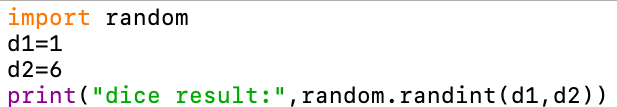 import random
d1=1
d2=6
print("dice result:",random.randint(d1,d2))